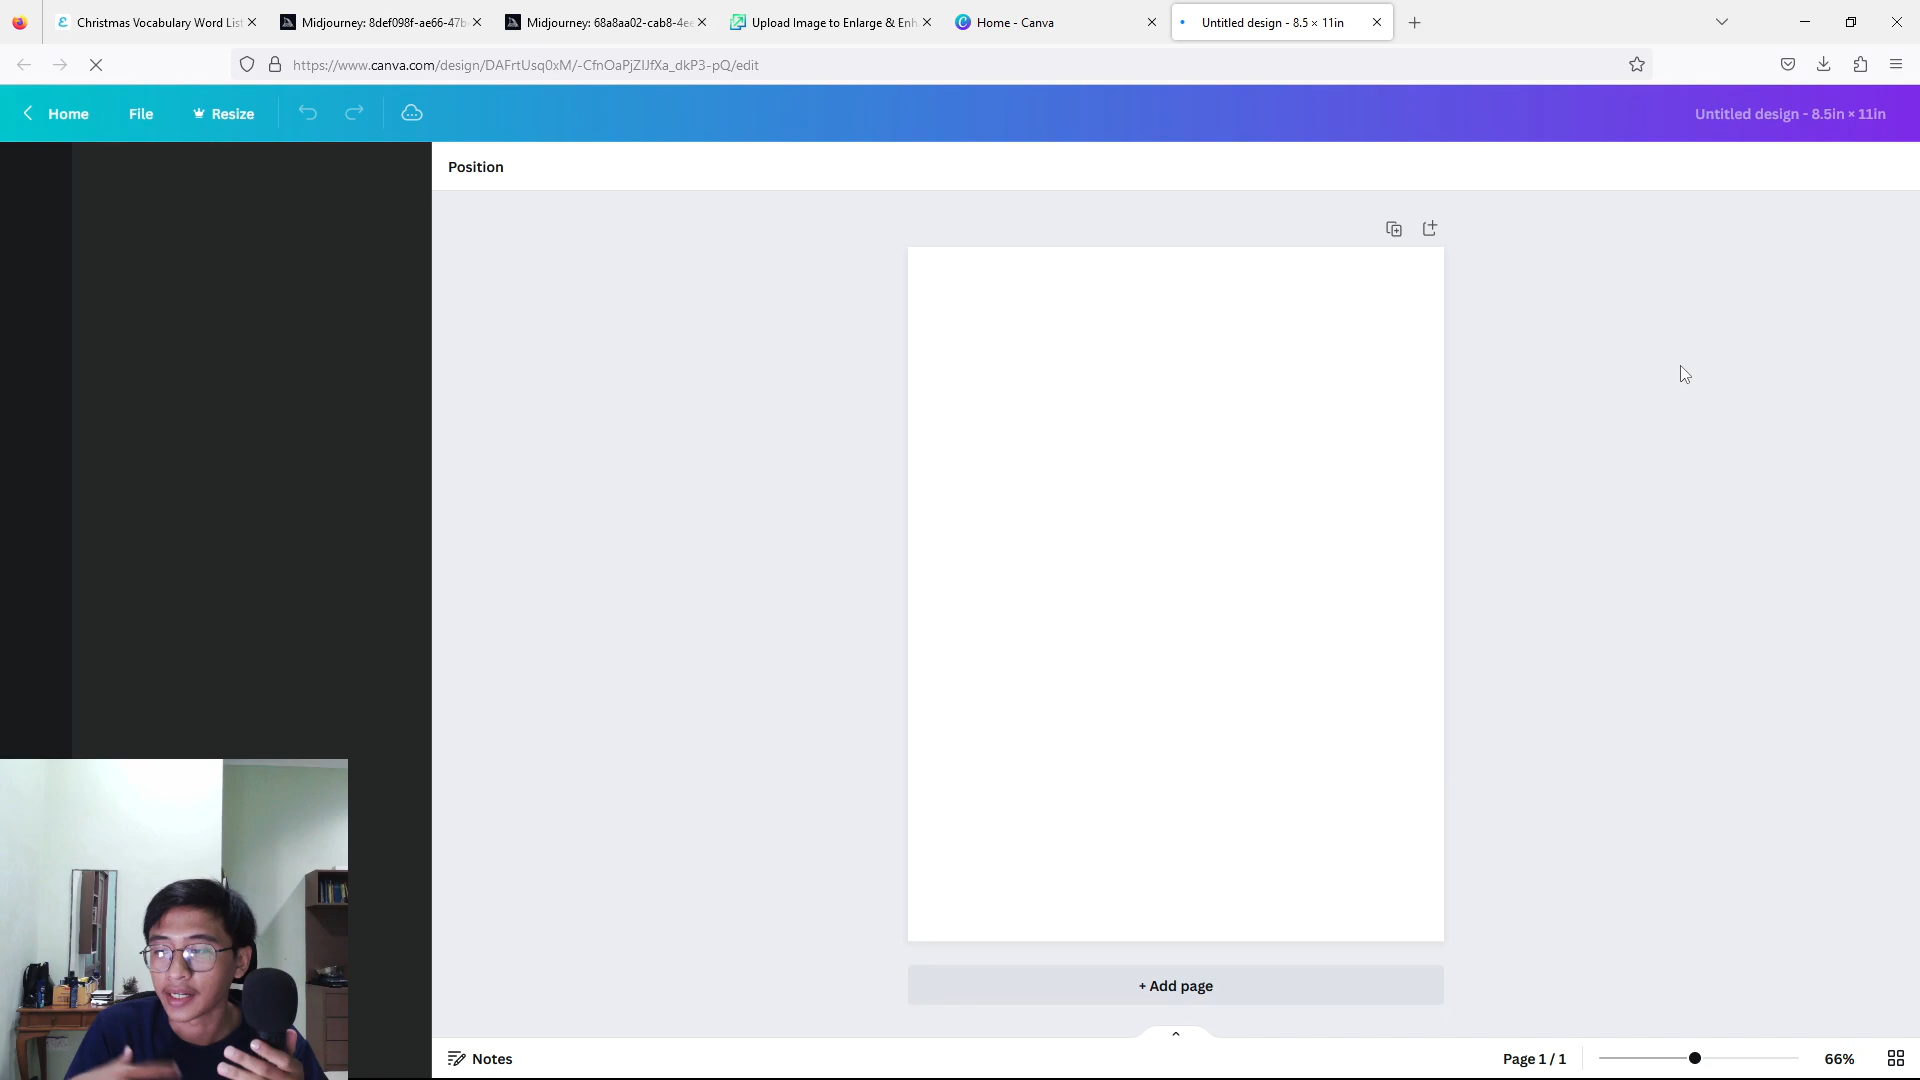 Christmas Vocabulary Word Lis
Midjourney: 8def098f-ae66-47b
Midjourney: 68a8aa02-cab8-4ee
Upload Image to Enlarge & Enh
Home - Canva
Untitled design - 8.5 × 11in
https://www.canva.com/design/DAFrtUsq0xM/-CfnOaPjZIJfXa_dkP3-pQ/edit
Home
File
Resize
Untitled design - 8.5in × 11in
Position
+ Add page
Notes
Page 1 / 1
66%